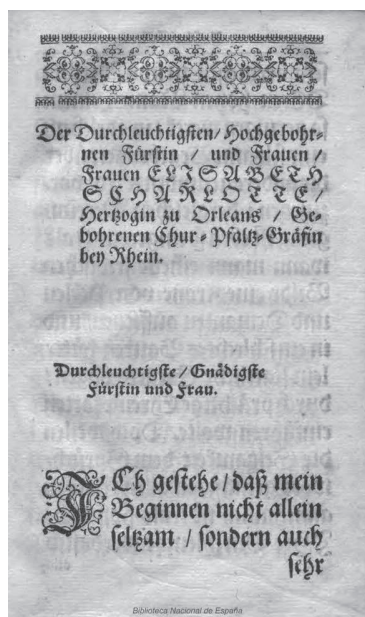 Der Durchleuchtigsten/ Hochgebohr-
nen Fürstin / und Frauen /
Frauen ELISABETH
SCHARLOTTE/
Hertzogin zu Orleans / Ge-
bohrenen Chur-Pfaltz-Gräfin
bey Rhein.
Durchleuchtigste / Gnädigste
Fürstin und Frau.
ICh gestehe / daß mein
Beginnen nicht allein
seltzam / sondern auch
sehr
Biblioteca Nacional de España